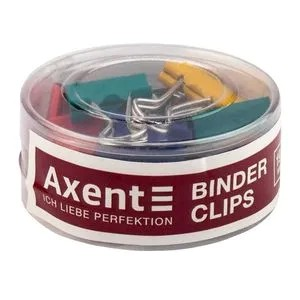 Axent
ICH LIEBE PERFEKTION
BINDER
CLIPS